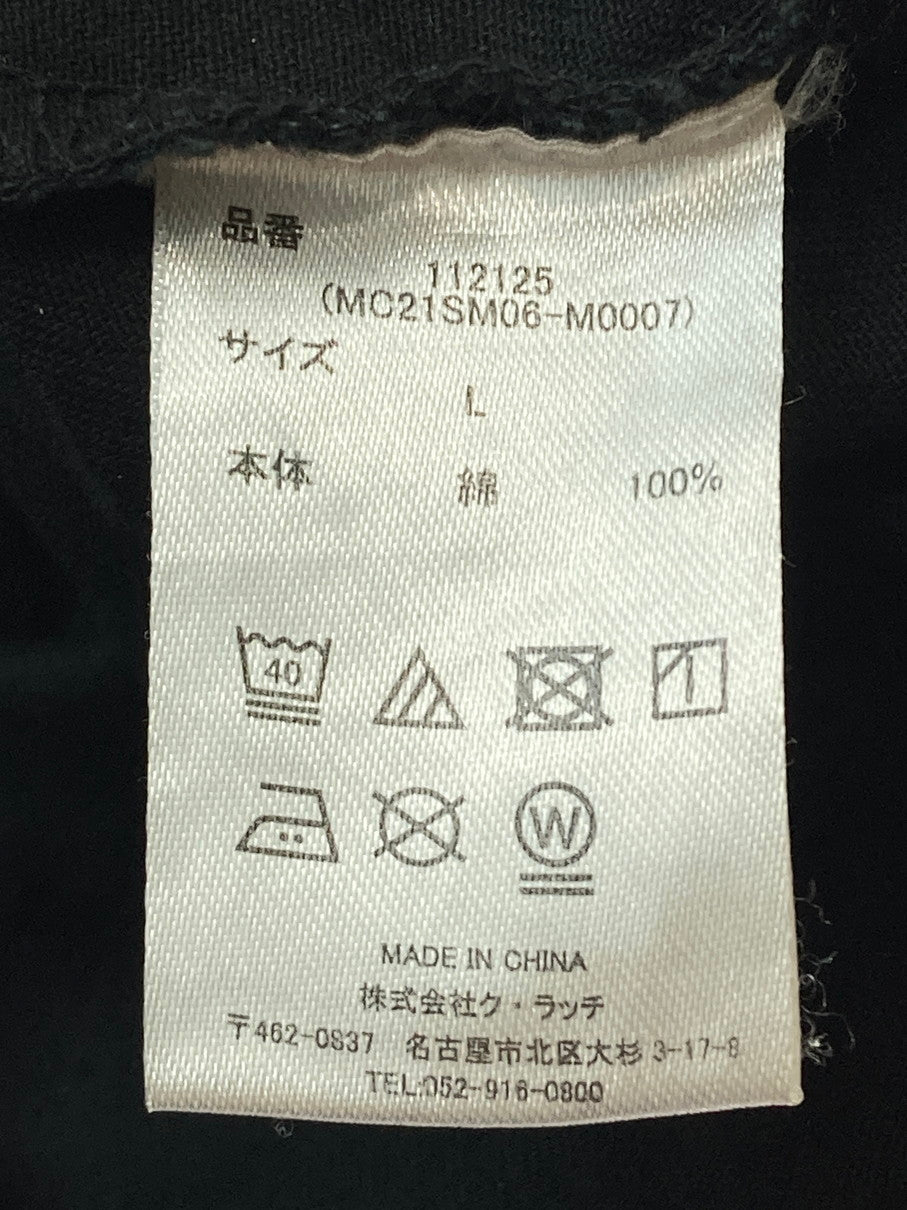 品番
112125
(MC21SM06-M0007)
サイズ
L
本体 綿 100%
40
W
MADE IN CHINA
株式会社ク・ラッチ
〒462-0837 名古屋市北区大杉 3-17-8
TEL:052-916-0800